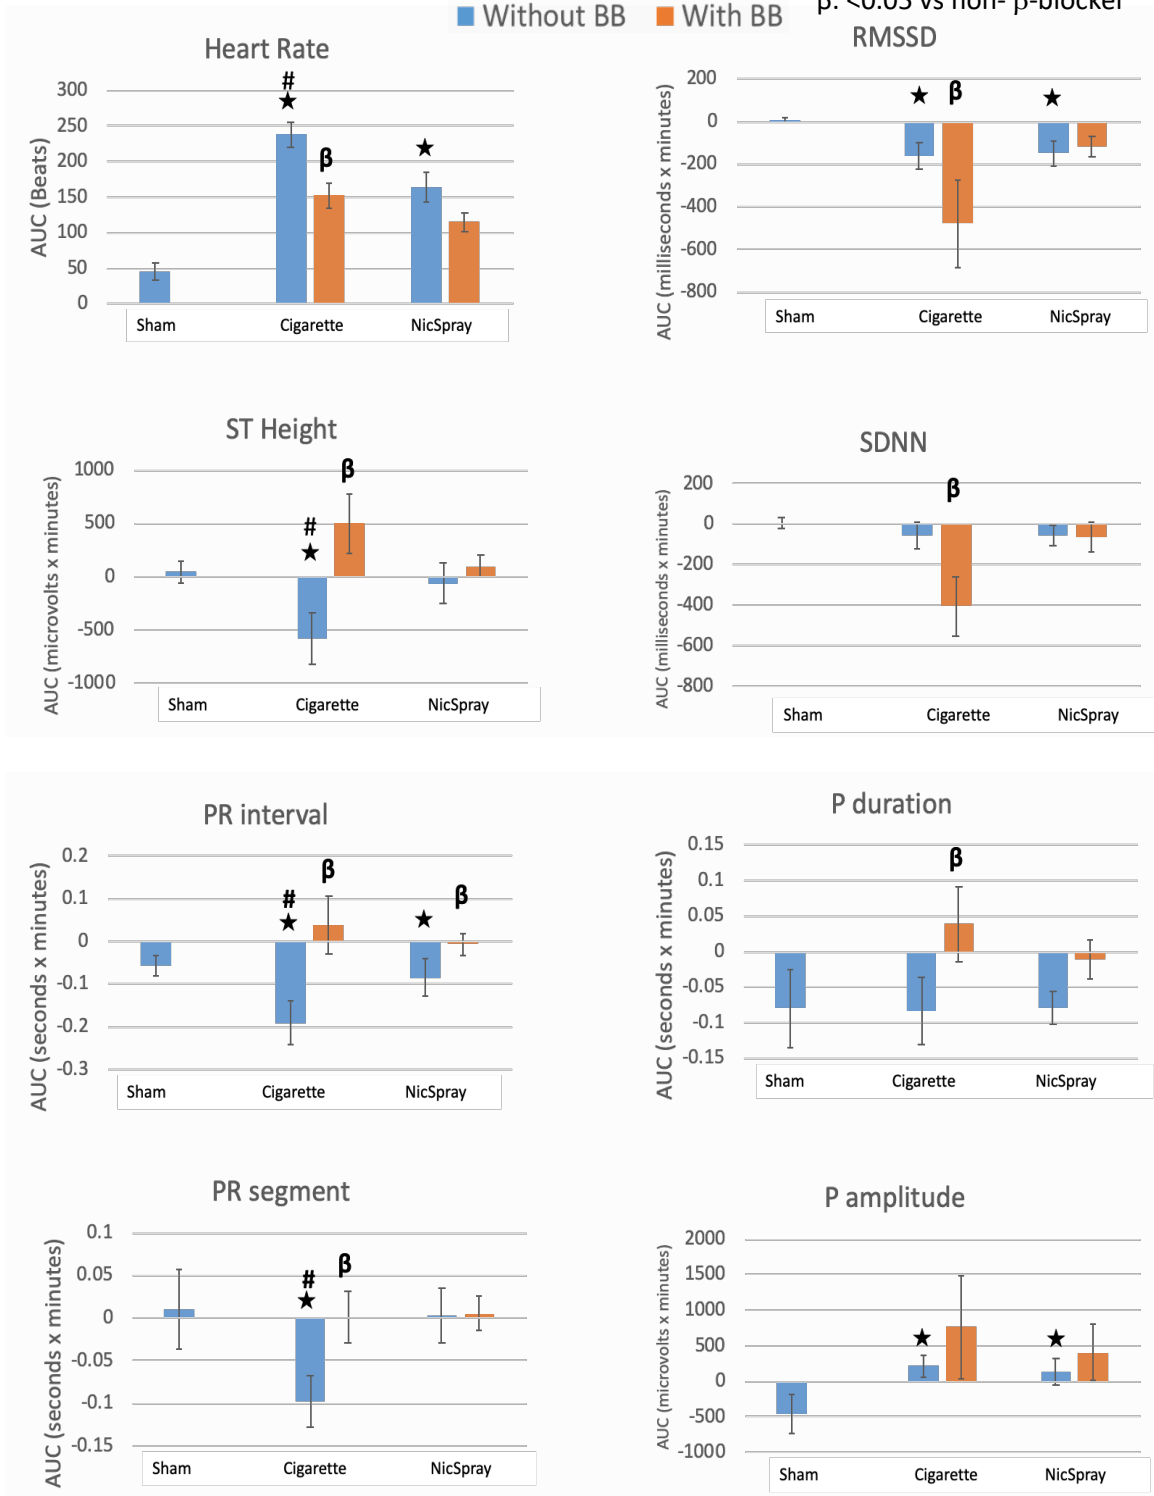 β: <0.05 vs non- β-blocker
Without BB With BB
Heart Rate
#
★
β
★
300
250
200
150
100
50
0
AUC (Beats)
Sham Cigarette NicSpray
RMSSD
★ β ★
200
0
-200
-400
-600
-800
AUC (milliseconds x minutes)
Sham Cigarette NicSpray
ST Height
β
#
★
1000
500
0
-500
-1000
AUC (microvolts x minutes)
Sham Cigarette NicSpray
SDNN
β
200
0
-200
-400
-600
-800
AUC (milliseconds x minutes)
Sham Cigarette NicSpray
PR interval
β
# β
★ ★
0.2
0.1
0
-0.1
-0.2
-0.3
AUC (seconds x minutes)
Sham Cigarette NicSpray
P duration
β
0.15
0.1
0.05
0
-0.05
-0.1
-0.15
AUC (seconds x minutes)
Sham Cigarette NicSpray
PR segment
β
#
★
0.1
0.05
0
-0.05
-0.1
-0.15
AUC (seconds x minutes)
Sham Cigarette NicSpray
P amplitude
★ ★
2000
1500
1000
500
0
-500
-1000
AUC (microvolts x minutes)
Sham Cigarette NicSpray